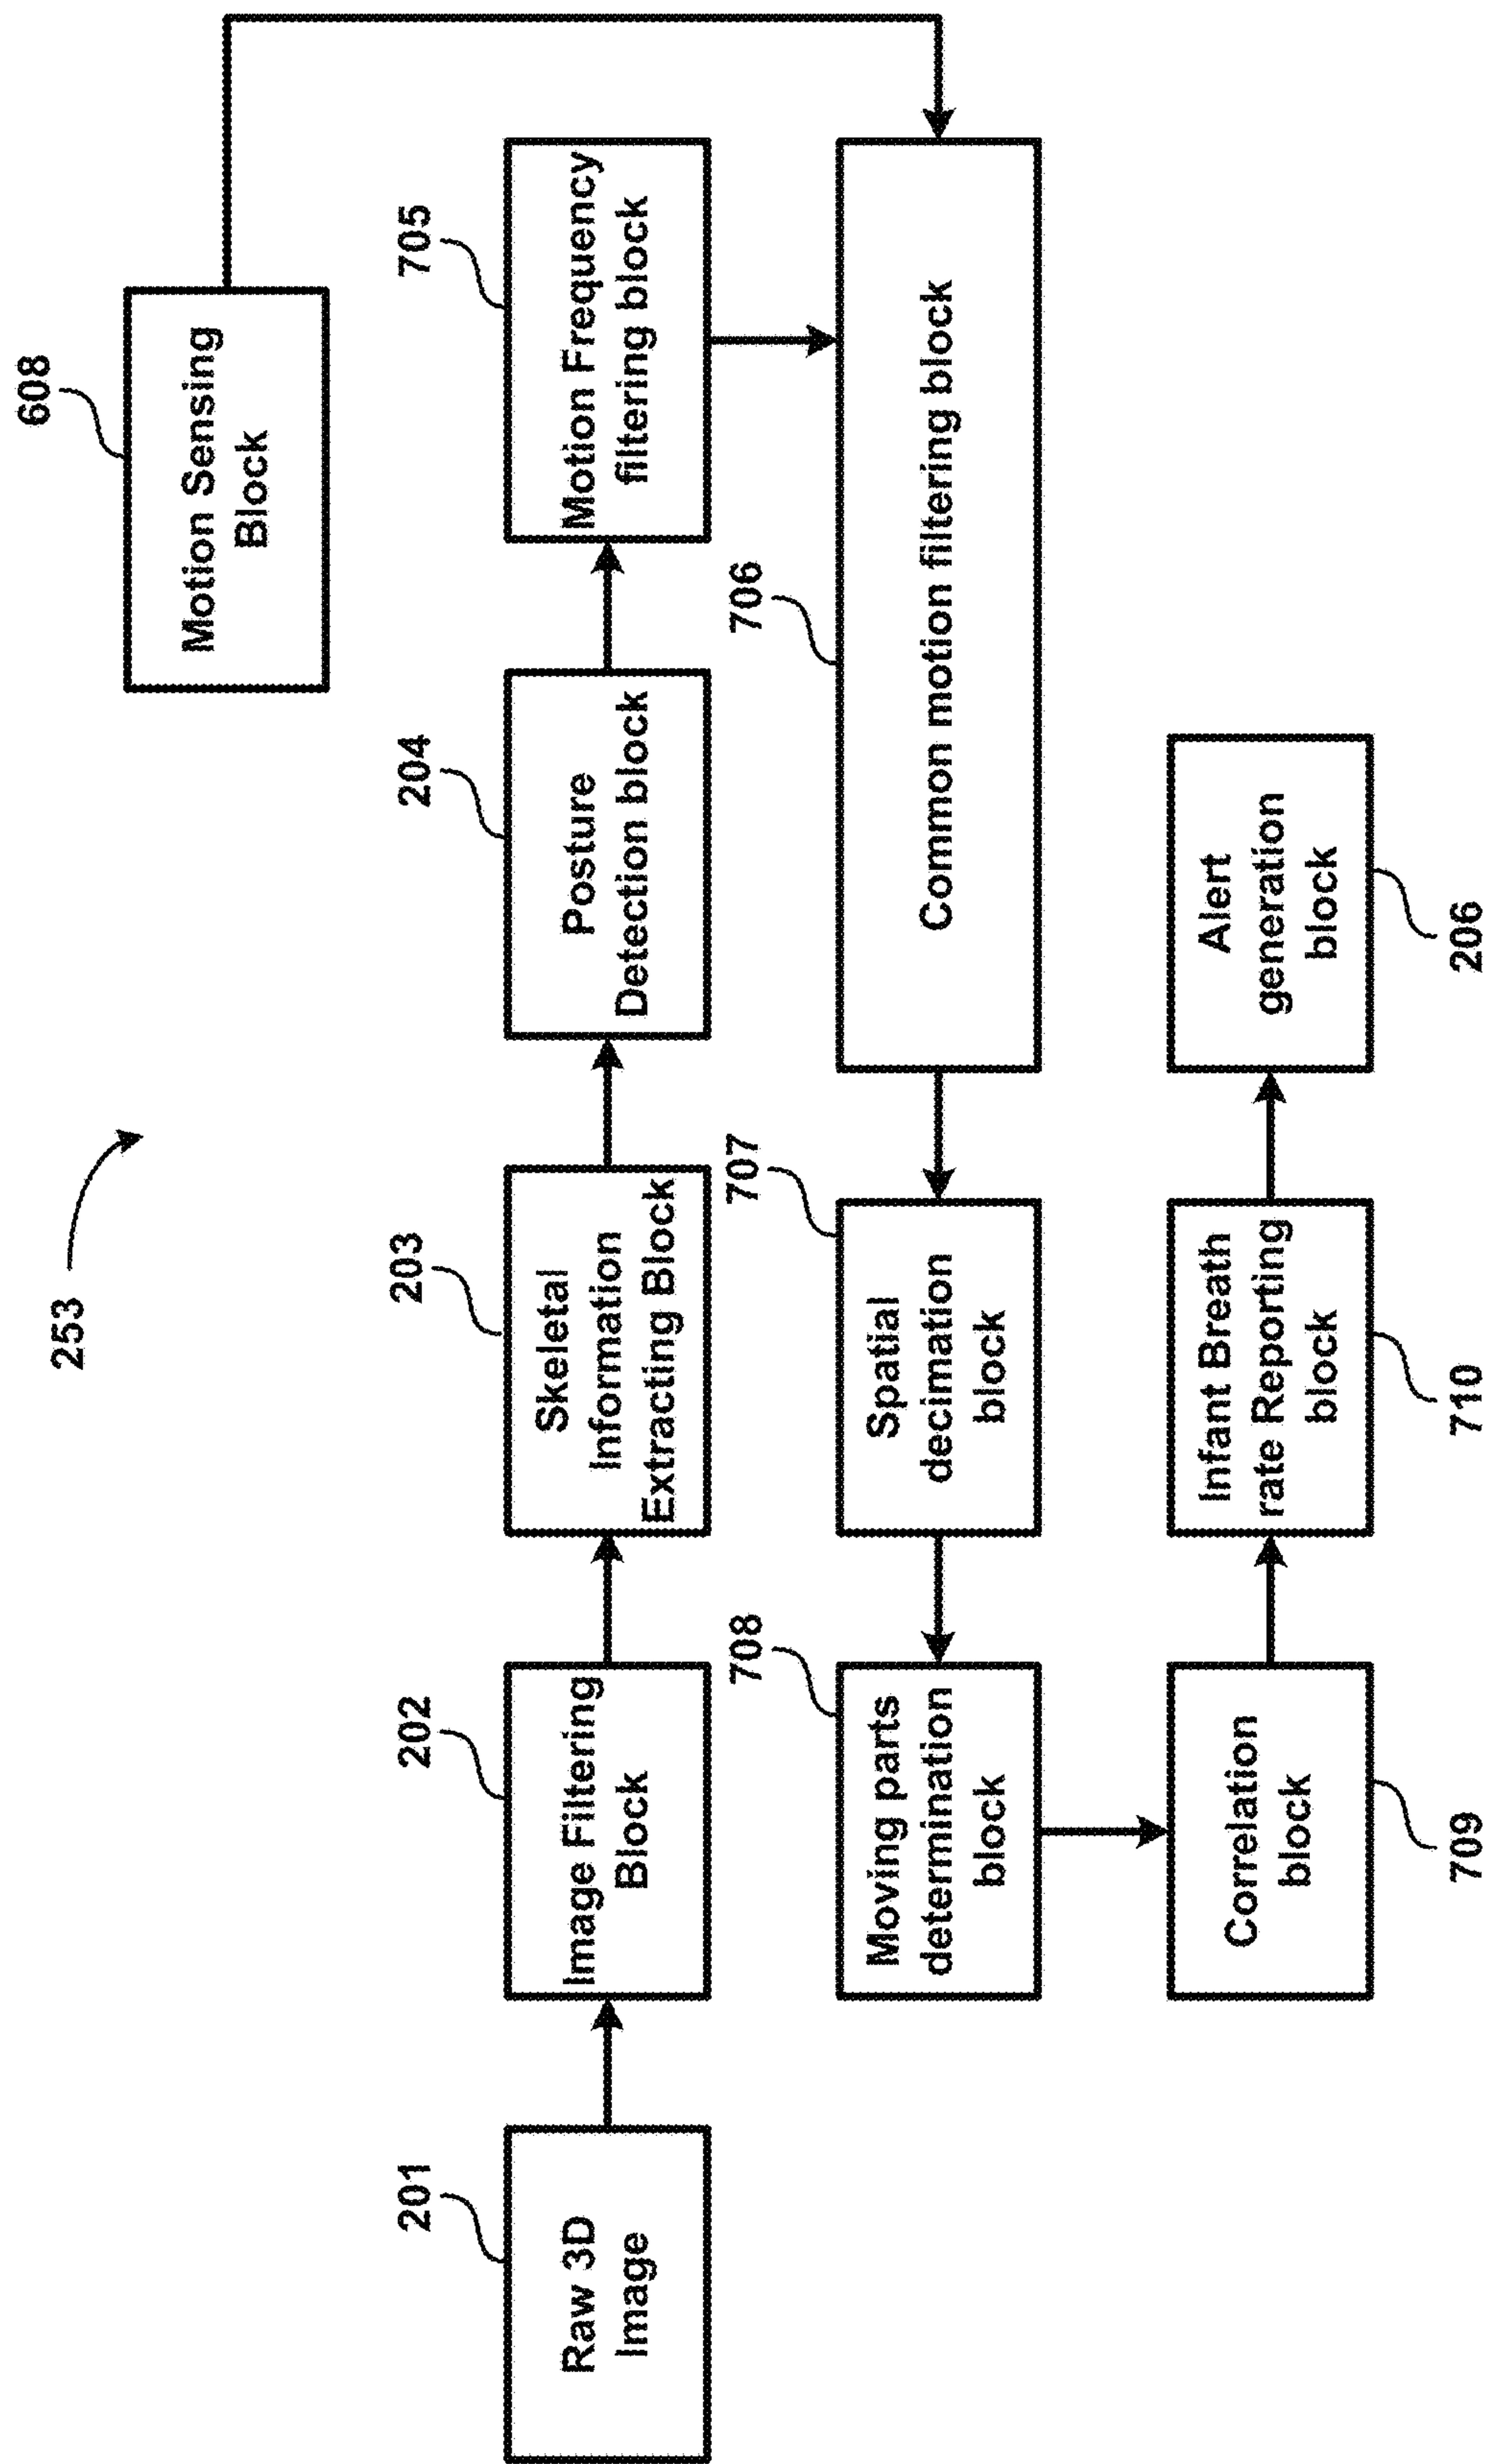 253
608
Motion Sensing
Block
201
Raw 3D
Image
202
Image Filtering
Block
203
Skeletal
Information
Extracting Block
204
Posture
Detection block
705
Motion Frequency
filtering block
706
Common motion filtering block
707
Spatial
decimation
block
708
Moving parts
determination
block
Correlation
block
709
Infant Breath
rate Reporting
block
710
Alert
generation
block
206